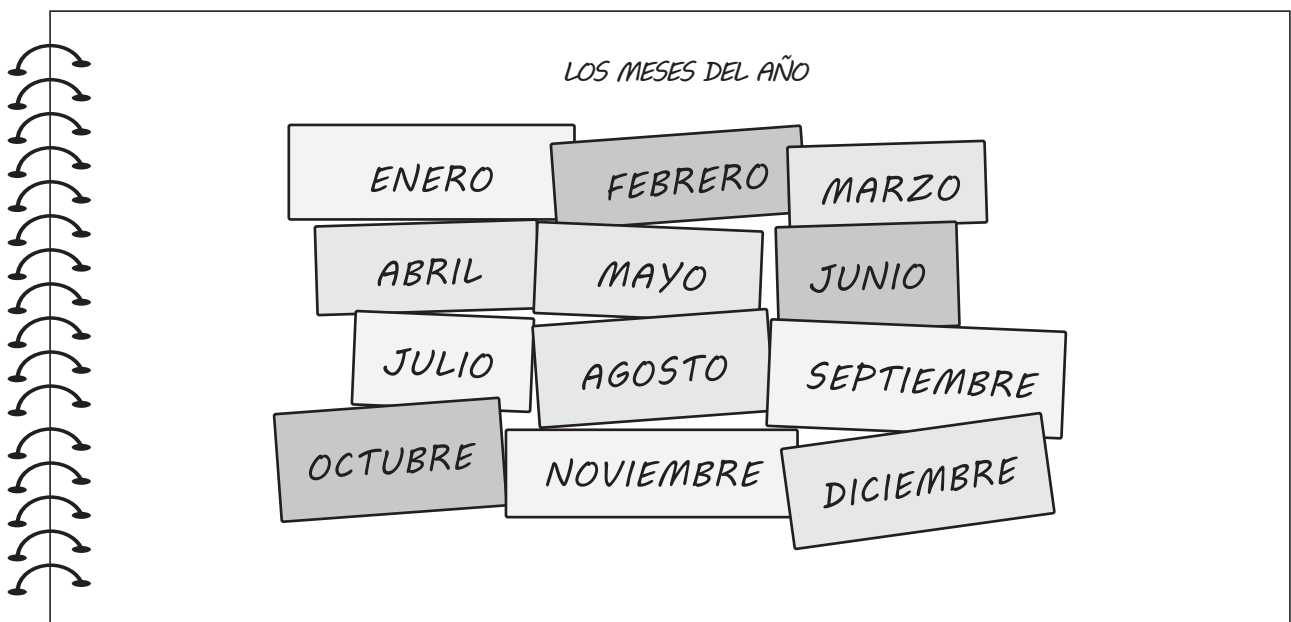 LOS MESES DEL AÑO
ENERO FEBRERO MARZO
ABRIL MAYO JUNIO
JULIO AGOSTO SEPTIEMBRE
OCTUBRE NOVIEMBRE DICIEMBRE